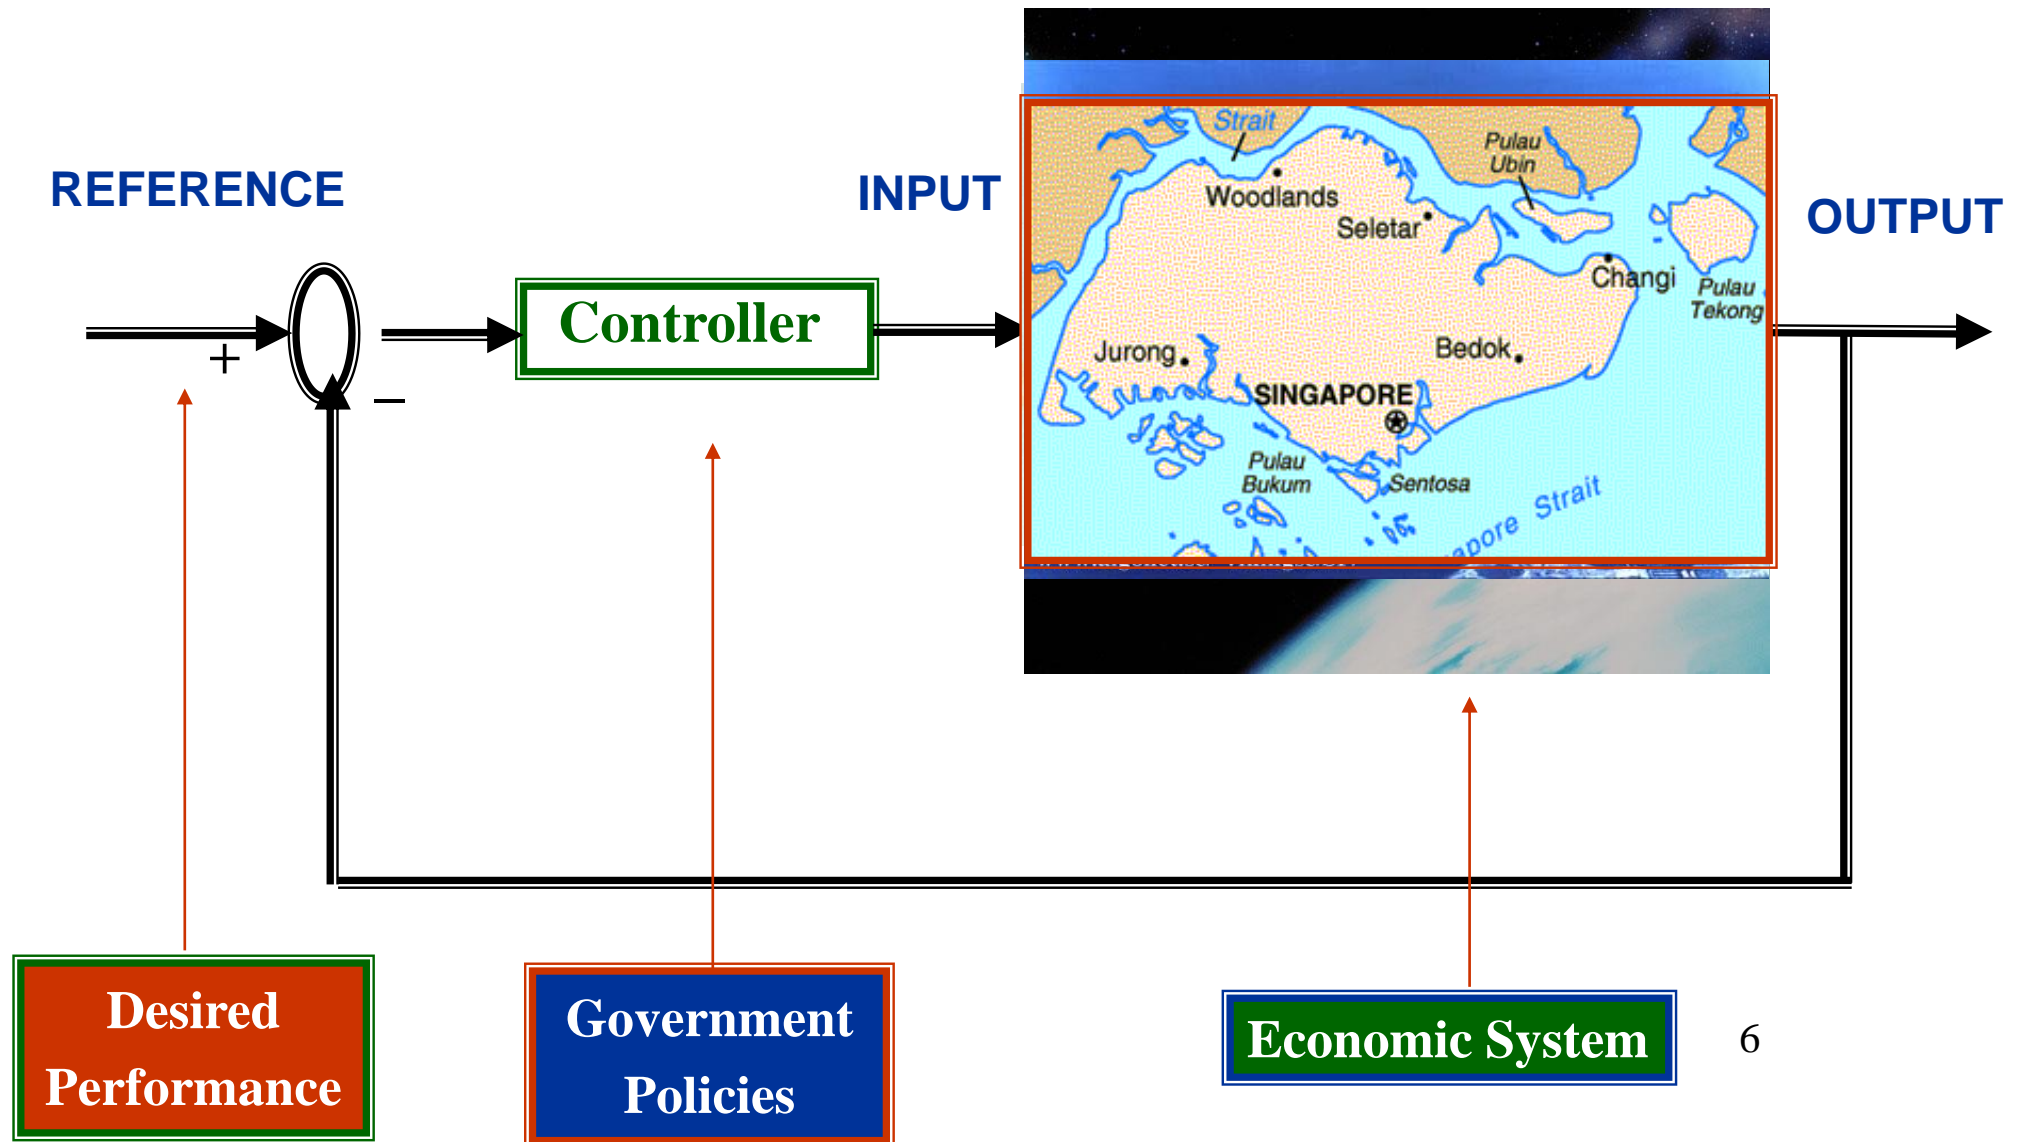 REFERENCE
INPUT
OUTPUT
+
–
Controller
Strait
Woodlands
Seletar
Pulau
Ubin
Changi
Pulau
Tekong
Jurong
Bedok
SINGAPORE
Pulau
Bukum
Sentosa
apore Strait
Desired
Performance
Government
Policies
Economic System
6